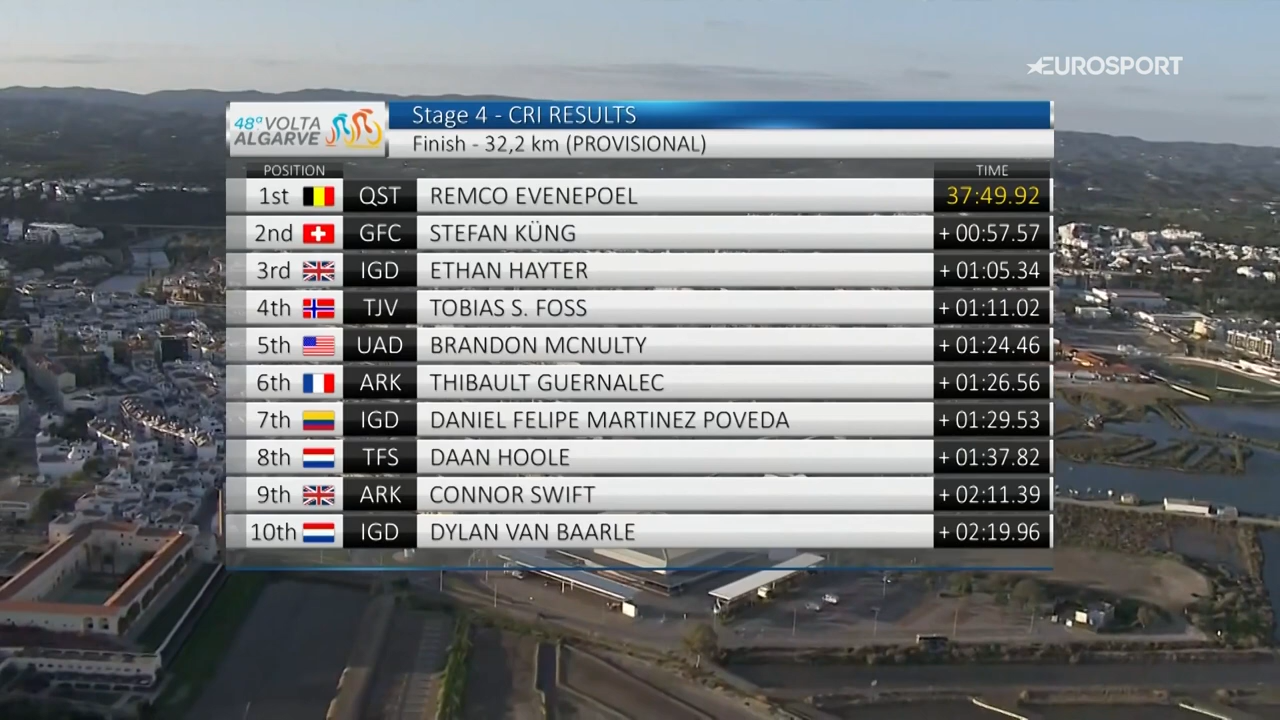 EUROSPORT
48ª VOLTA
ALGARVE
Stage 4 - CRI RESULTS
Finish - 32,2 km (PROVISIONAL)
POSITION TIME
1st QST REMCO EVENEPOEL 37:49.92
2nd GFC STEFAN KÜNG + 00:57.57
3rd IGD ETHAN HAYTER + 01:05.34
4th TJV TOBIAS S. FOSS + 01:11.02
5th UAD BRANDON MCNULTY + 01:24.46
6th ARK THIBAULT GUERNALEC + 01:26.56
7th IGD DANIEL FELIPE MARTINEZ POVEDA + 01:29.53
8th TFS DAAN HOOLE + 01:37.82
9th ARK CONNOR SWIFT + 02:11.39
10th IGD DYLAN VAN BAARLE + 02:19.96